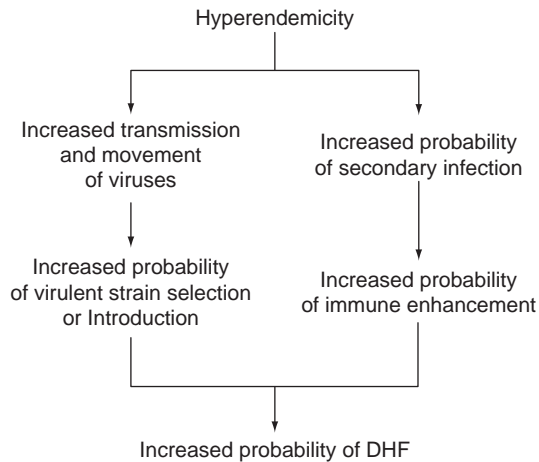 Hyperendemicity
Increased transmission
and movement
of viruses
Increased probability
of secondary infection
Increased probability
of virulent strain selection
or Introduction
Increased probability
of immune enhancement
Increased probability of DHF